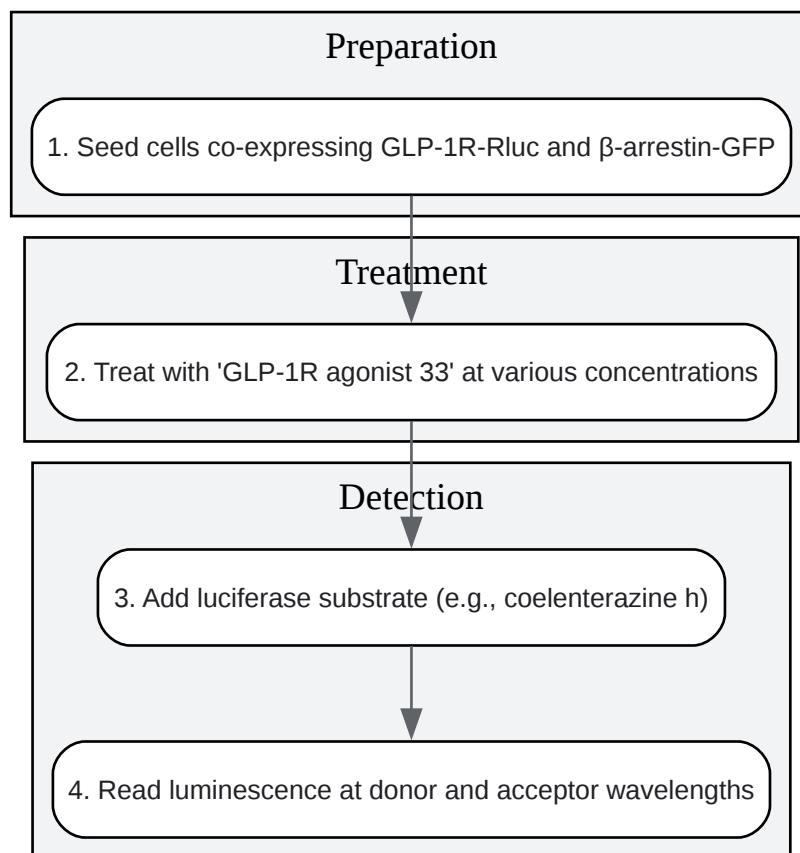 Preparation
1. Seed cells co-expressing GLP-1R-Rluc and β-arrestin-GFP
Treatment
2. Treat with 'GLP-1R agonist 33' at various concentrations
Detection
3. Add luciferase substrate (e.g., coelenterazine h)
4. Read luminescence at donor and acceptor wavelengths